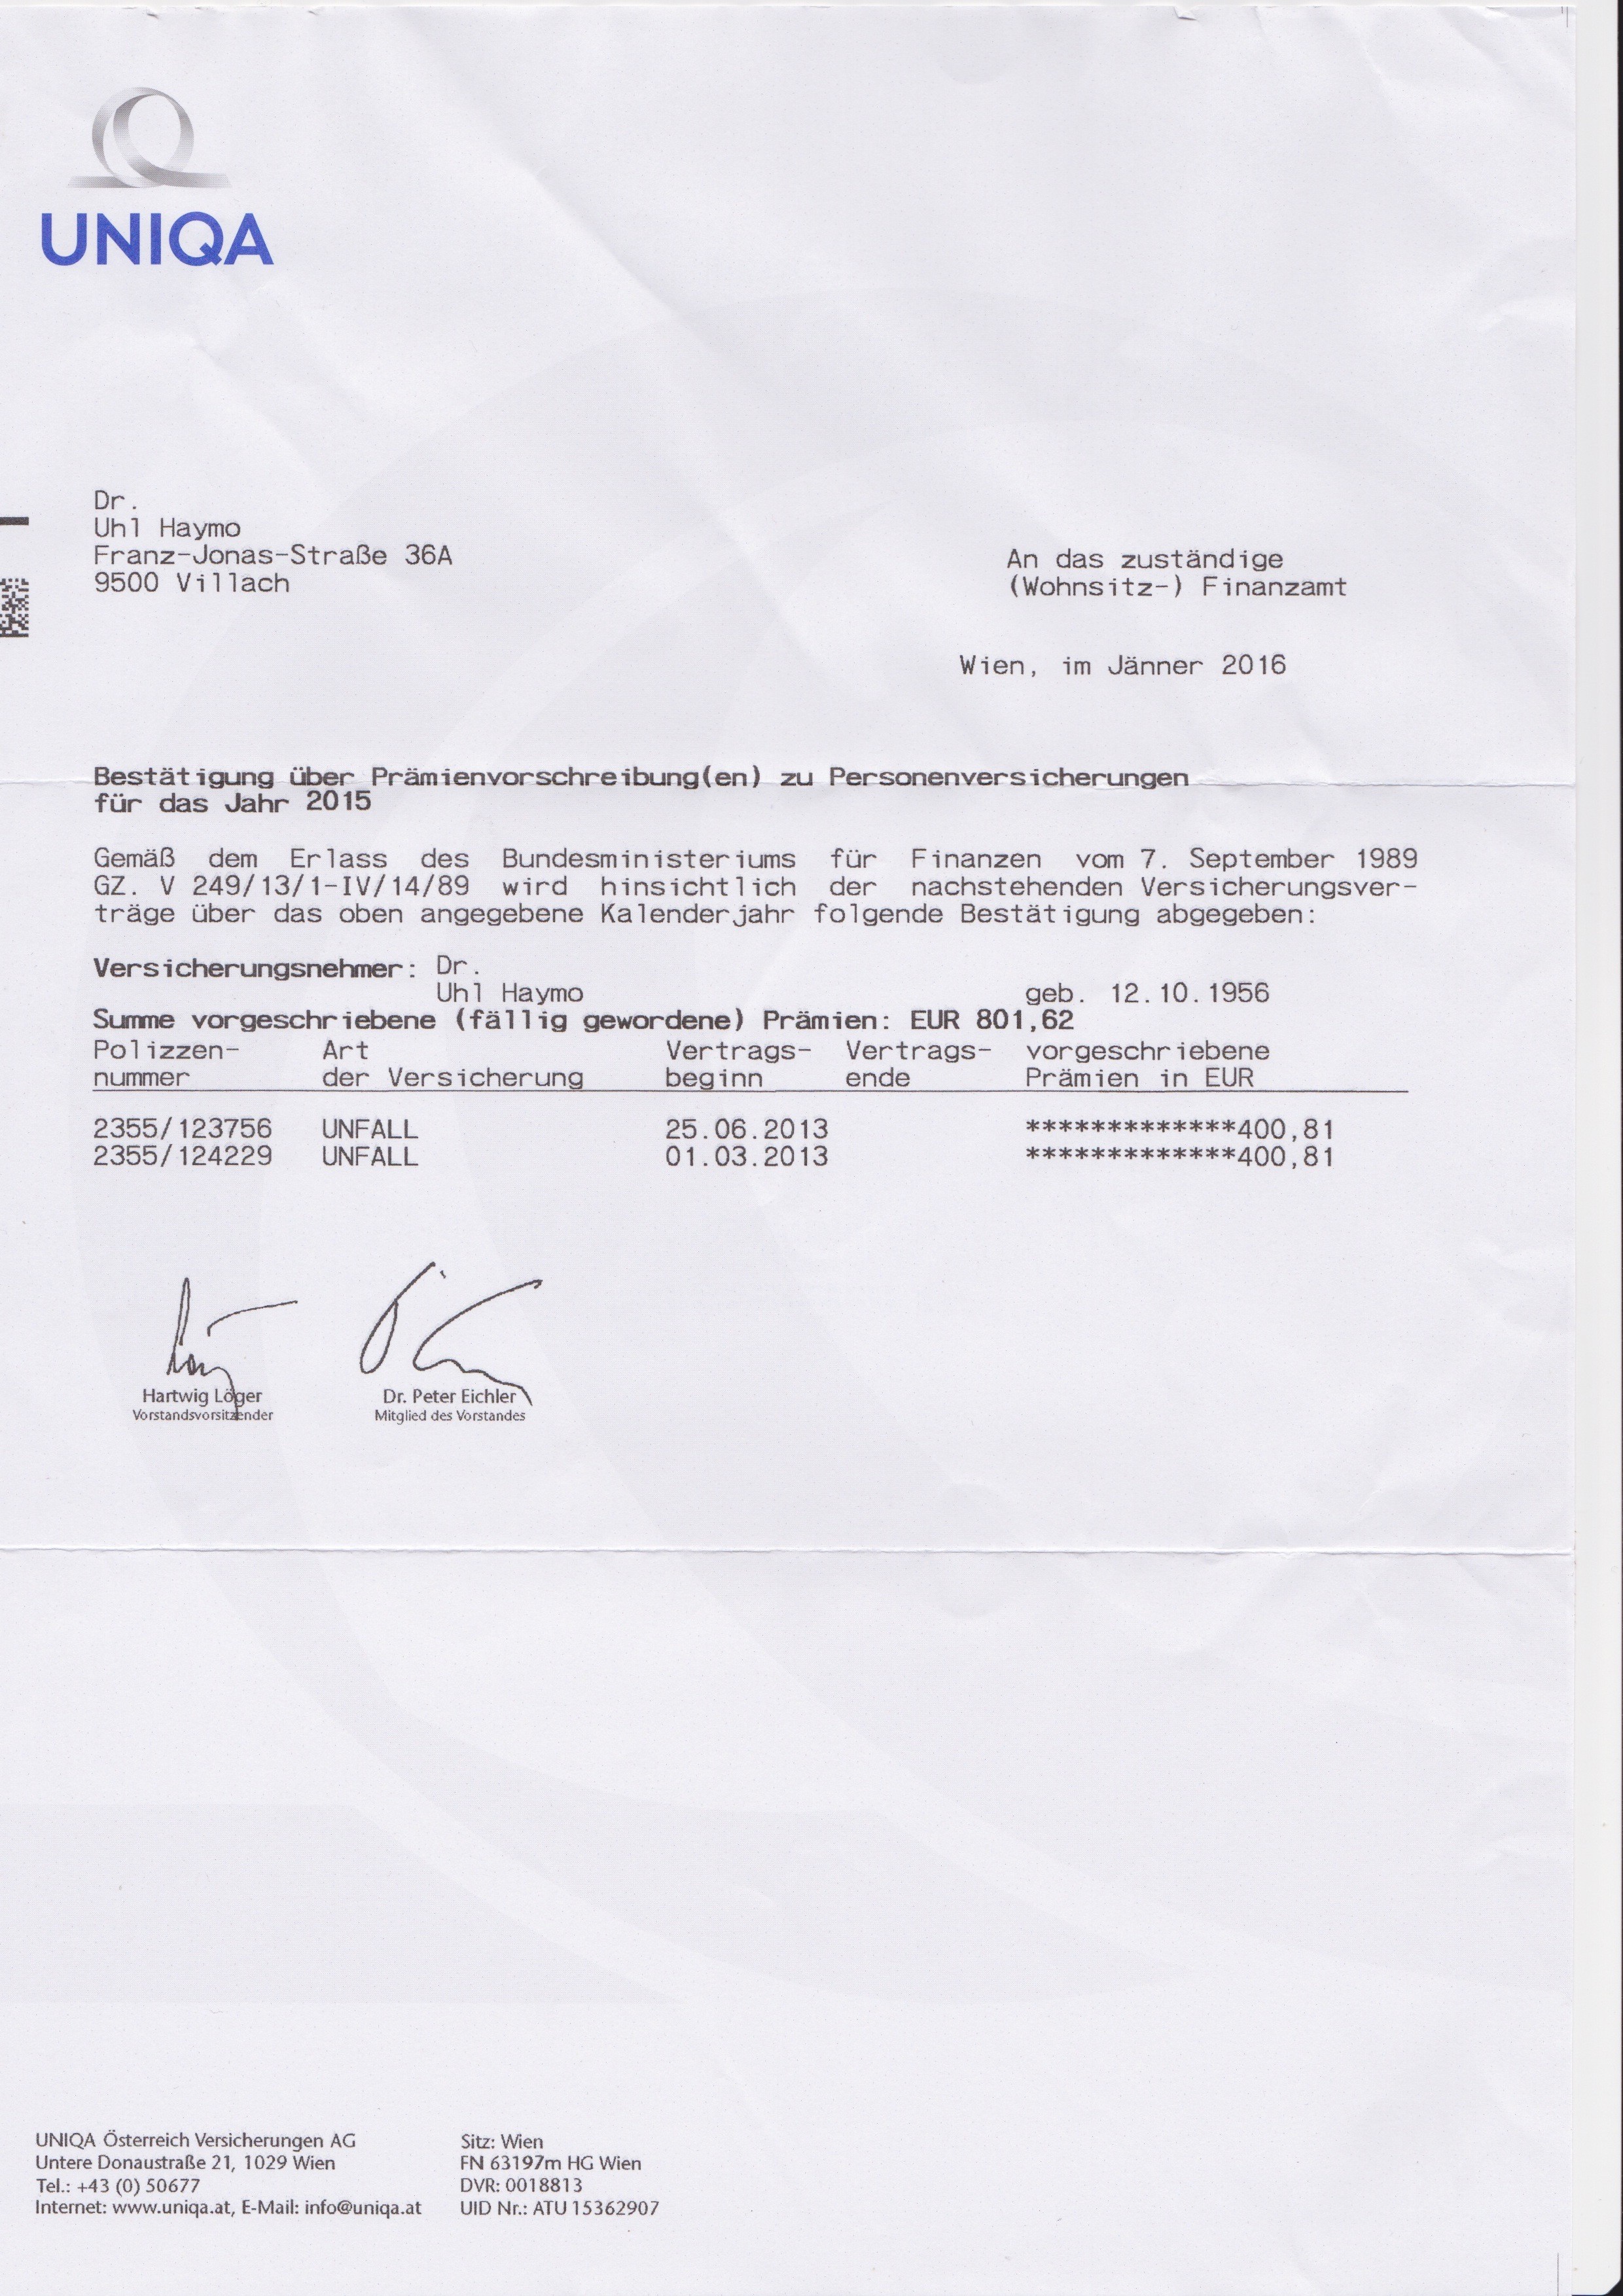 UNIQA
Dr.
Uhl Haymo
Franz-Jonas-Straße 36A
9500 Villach
An das zuständige
(Wohnsitz-) Finanzamt
Wien, im Jänner 2016
Bestätigung über Prämienvorschreibung(en) zu Personenversicherungen
für das Jahr 2015
Gemäß dem Erlass des Bundesministeriums für Finanzen vom 7. September 1989
GZ. V 249/13/1-IV/14/89 wird hinsichtlich der nachstehenden Versicherungsver-
träge über das oben angegebene Kalenderjahr folgende Bestätigung abgegeben:
Versicherungsnehmer: Dr.
Uhl Haymo geb. 12.10.1956
Summe vorgeschriebene (fällig gewordene) Prämien: EUR 801,62
Polizzen- Art Vertrags- Vertrags- vorgeschriebene
nummer der Versicherung beginn ende Prämien in EUR
2355/123756 UNFALL 25.06.2013 *************400,81
2355/124229 UNFALL 01.03.2013 *************400,81
Hartwig Löger
Vorstandsvorsitzender
Dr. Peter Eichler
Mitglied des Vorstandes
UNIQA Österreich Versicherungen AG
Untere Donaustraße 21, 1029 Wien
Tel.: +43 (0) 50677
Internet: www.uniqa.at, E-Mail: info@uniqa.at
Sitz: Wien
FN 63197m HG Wien
DVR: 0018813
UID Nr.: ATU 15362907